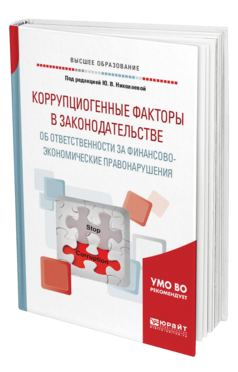 ВЫСШЕЕ ОБРАЗОВАНИЕ
Под редакцией Ю. В. Николаевой
КОРРУПЦИОГЕННЫЕ ФАКТОРЫ
В ЗАКОНОДАТЕЛЬСТВЕ
ОБ ОТВЕТСТВЕННОСТИ ЗА ФИНАНСОВО-
ЭКОНОМИЧЕСКИЕ ПРАВОНАРУШЕНИЯ
Stop
Corruption
УМО ВО
РЕКОМЕНДУЕТ
ЮРАЙТ